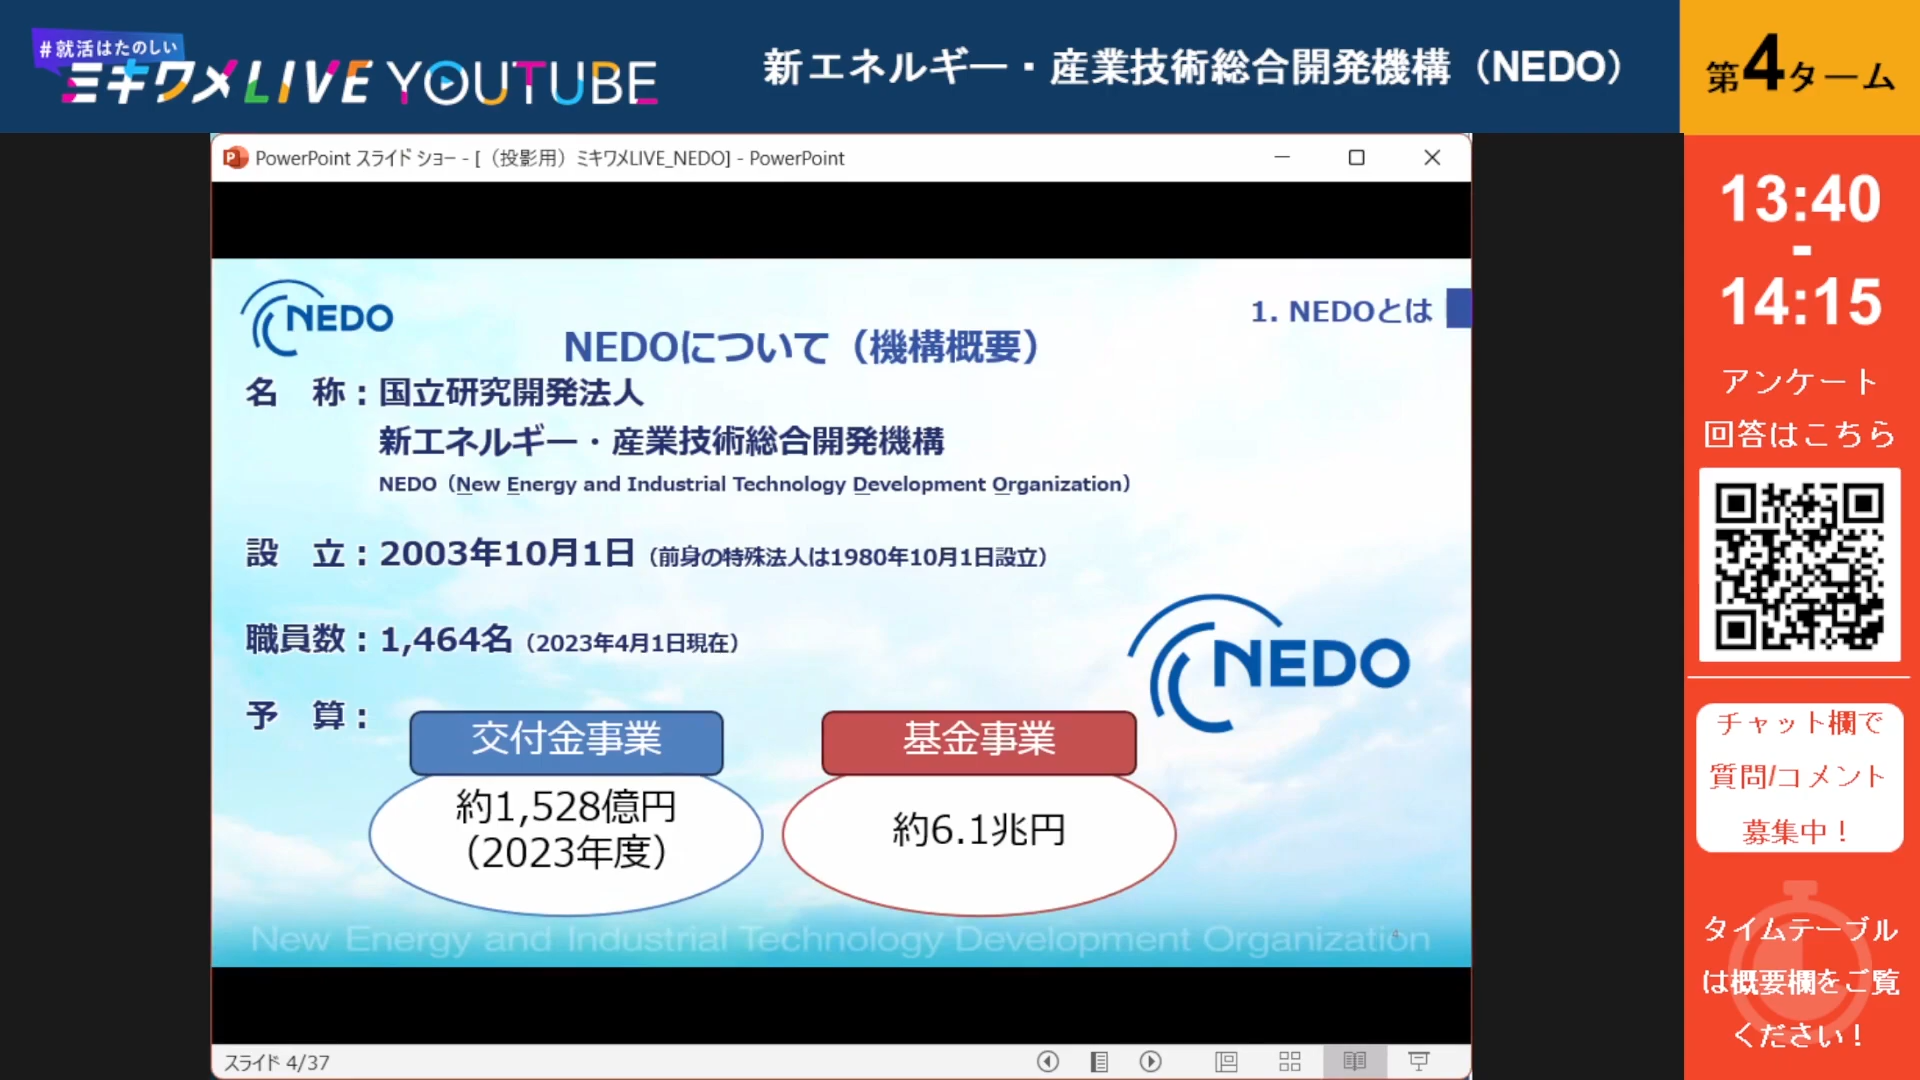 #就活はたのしい
ミキワメLIVE YOUTUBE
新エネルギー・産業技術総合開発機構（NEDO）
第4ターム
PowerPoint スライド ショー - [（投影用）ミキワメLIVE_NEDO] - PowerPoint
NEDO
1. NEDOとは
NEDOについて（機構概要）
名　称：国立研究開発法人
新エネルギー・産業技術総合開発機構
NEDO（New Energy and Industrial Technology Development Organization）
設　立：2003年10月1日（前身の特殊法人は1980年10月1日設立）
職員数：1,464名（2023年4月1日現在）
NEDO
予　算：
交付金事業
約1,528億円
（2023年度）
基金事業
約6.1兆円
New Energy and Industrial Technology Development Organization
4
スライド 4/37
13:40
-
14:15
アンケート
回答はこちら
チャット欄で
質問/コメント
募集中！
タイムテーブル
は概要欄をご覧
ください！